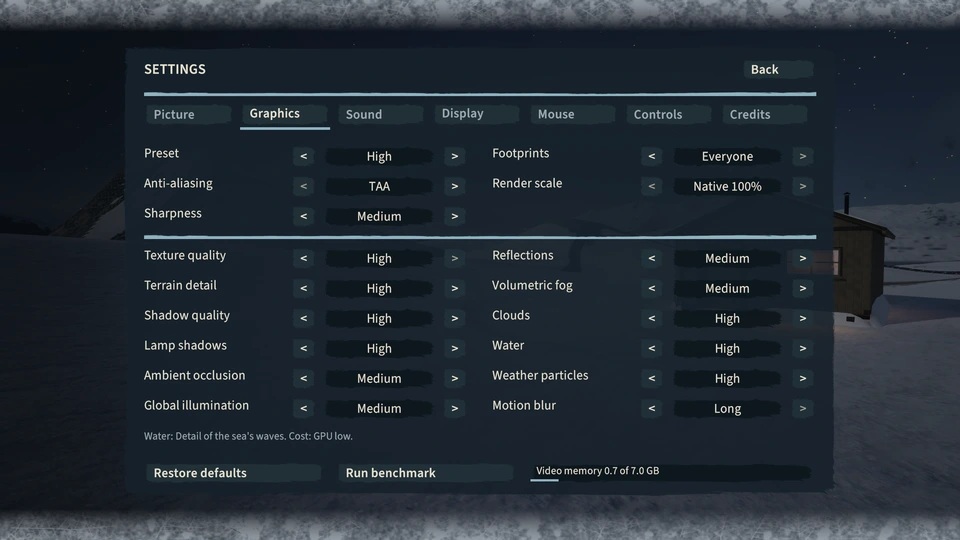 SETTINGS
Back
Picture
Graphics
Sound
Display
Mouse
Controls
Credits
Preset < High >
Anti-aliasing < TAA >
Sharpness < Medium >
Footprints < Everyone >
Render scale < Native 100% >
Texture quality < High >
Terrain detail < High >
Shadow quality < High >
Lamp shadows < High >
Ambient occlusion < Medium >
Global illumination < Medium >
Reflections < Medium >
Volumetric fog < Medium >
Clouds < High >
Water < High >
Weather particles < High >
Motion blur < Long >
Water: Detail of the sea's waves. Cost: GPU low.
Restore defaults
Run benchmark
Video memory 0.7 of 7.0 GB